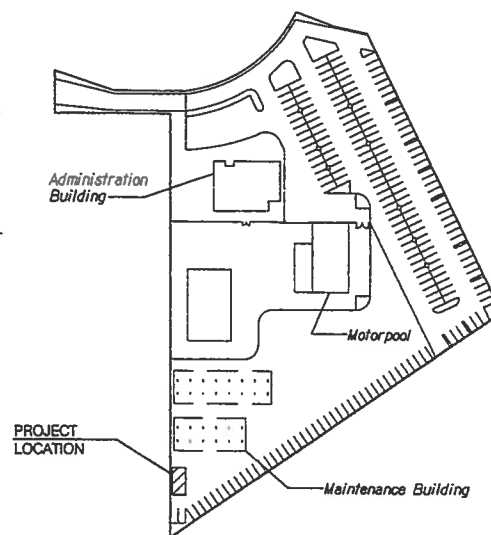 Administration
Building
Motorpool
PROJECT
LOCATION
Maintenance Building